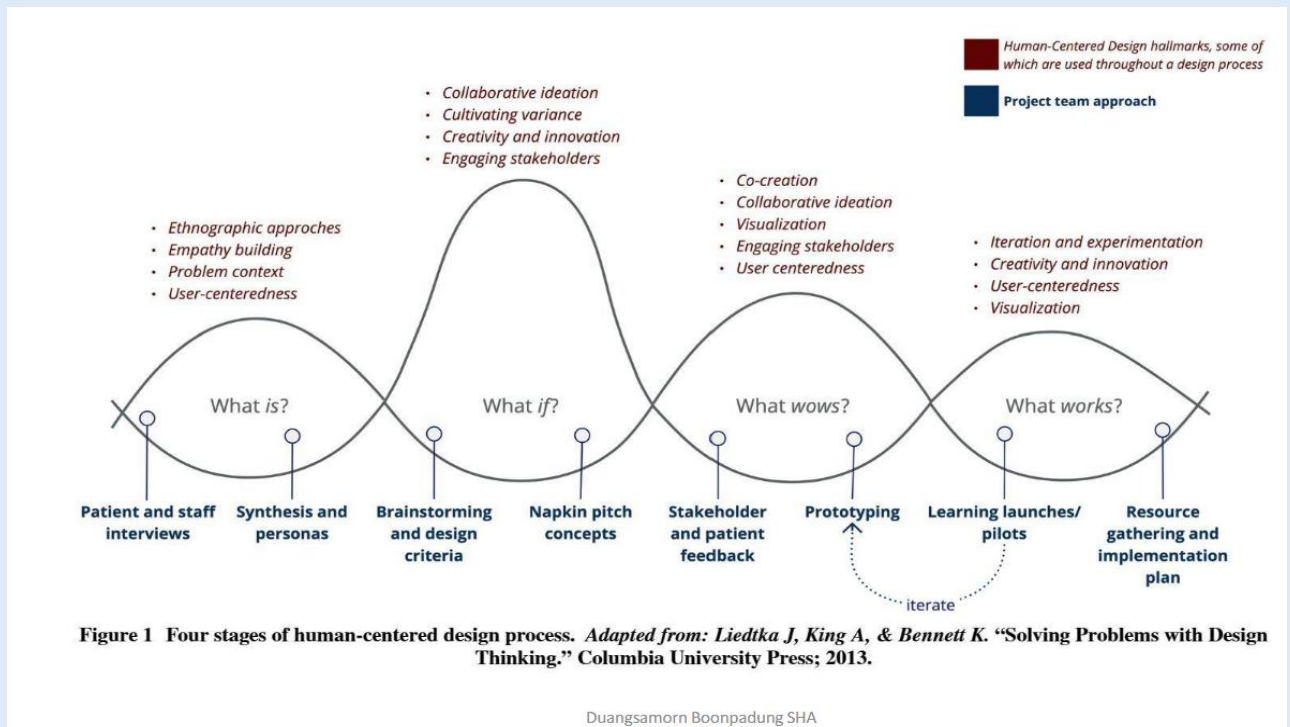 Human-Centered Design hallmarks, some of
which are used throughout a design process
Project team approach
• Collaborative ideation
• Cultivating variance
• Creativity and innovation
• Engaging stakeholders
• Co-creation
• Collaborative ideation
• Visualization
• Engaging stakeholders
• User centeredness
• Ethnographic approches
• Empathy building
• Problem context
• User-centeredness
• Iteration and experimentation
• Creativity and innovation
• User-centeredness
• Visualization
What is?
What if?
What wows?
What works?
Patient and staff
interviews
Synthesis and
personas
Brainstorming
and design
criteria
Napkin pitch
concepts
Stakeholder
and patient
feedback
Prototyping
Learning launches/
pilots
Resource
gathering and
implementation
plan
iterate
Figure 1 Four stages of human-centered design process. Adapted from: Liedtka J, King A, & Bennett K. “Solving Problems with Design
Thinking.” Columbia University Press; 2013.
Duangsamorn Boonpadung SHA